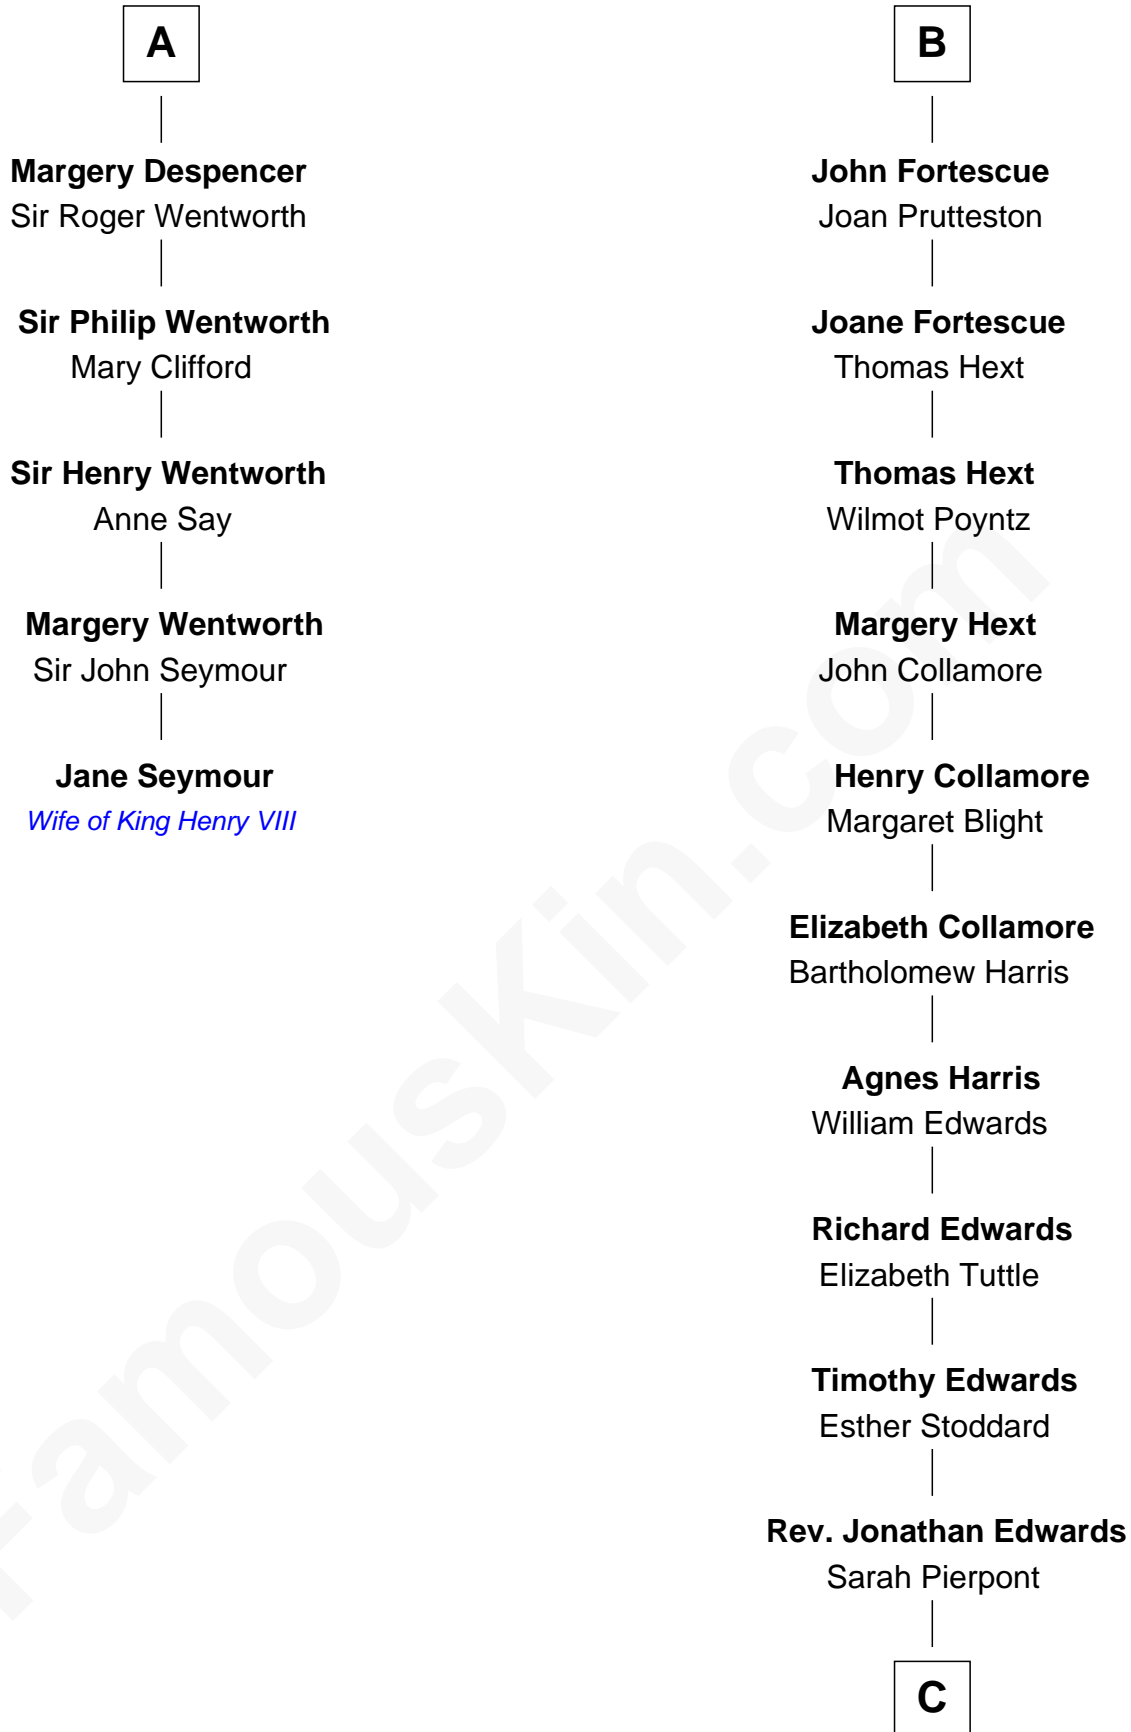 A
Margery Despencer
Sir Roger Wentworth
Sir Philip Wentworth
Mary Clifford
Sir Henry Wentworth
Anne Say
Margery Wentworth
Sir John Seymour
Jane Seymour
Wife of King Henry VIII
B
John Fortescue
Joan Prutteston
Joane Fortescue
Thomas Hext
Thomas Hext
Wilmot Poyntz
Margery Hext
John Collamore
Henry Collamore
Margaret Blight
Elizabeth Collamore
Bartholomew Harris
Agnes Harris
William Edwards
Richard Edwards
Elizabeth Tuttle
Timothy Edwards
Esther Stoddard
Rev. Jonathan Edwards
Sarah Pierpont
C
FamousKin.com